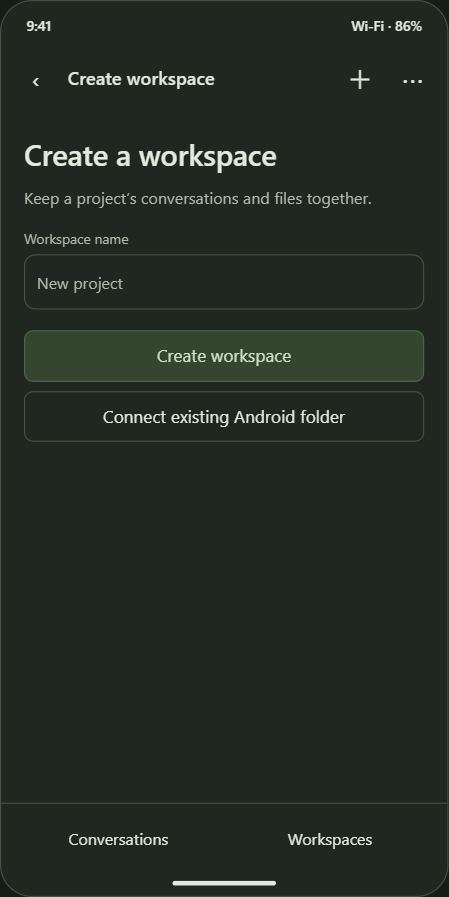 9:41 Wi-Fi · 86%
‹ Create workspace + ...
Create a workspace
Keep a project's conversations and files together.
Workspace name
New project
Create workspace
Connect existing Android folder
Conversations Workspaces